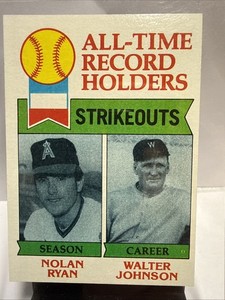 ALL-TIME
RECORD
HOLDERS
STRIKEOUTS
A
W
SEASON
CAREER
NOLAN
RYAN
WALTER
JOHNSON